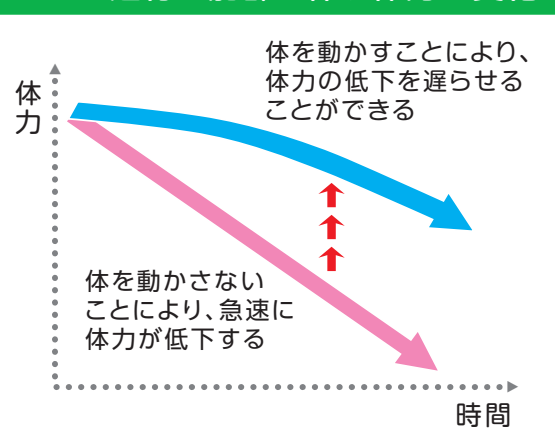 体を動かすことにより、
体力の低下を遅らせる
ことができる
体力
体を動かさない
ことにより、急速に
体力が低下する
時間